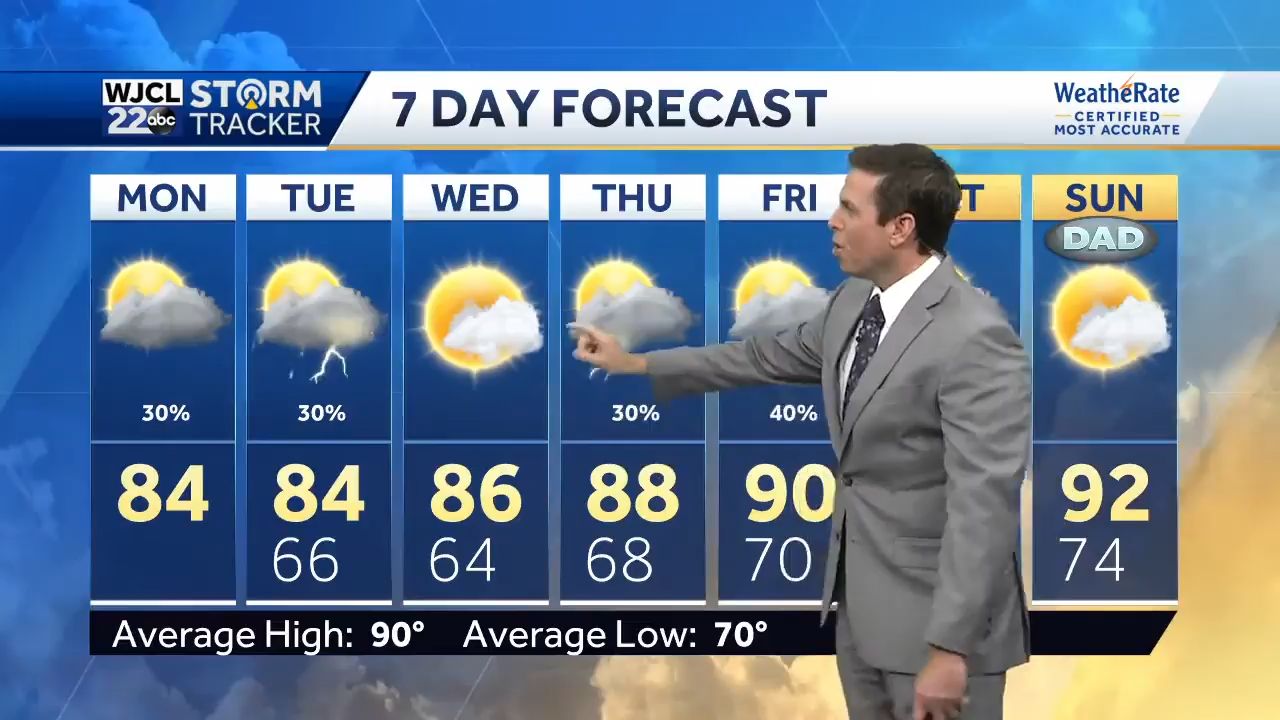 WJCL
22 abc
STORM
TRACKER
7 DAY FORECAST
WeatheRate
CERTIFIED
MOST ACCURATE
MON TUE WED THU FRI SUN
DAD
30% 30% 30% 40%
84 84 86 88 90 92
66 64 68 70 74
Average High: 90° Average Low: 70°